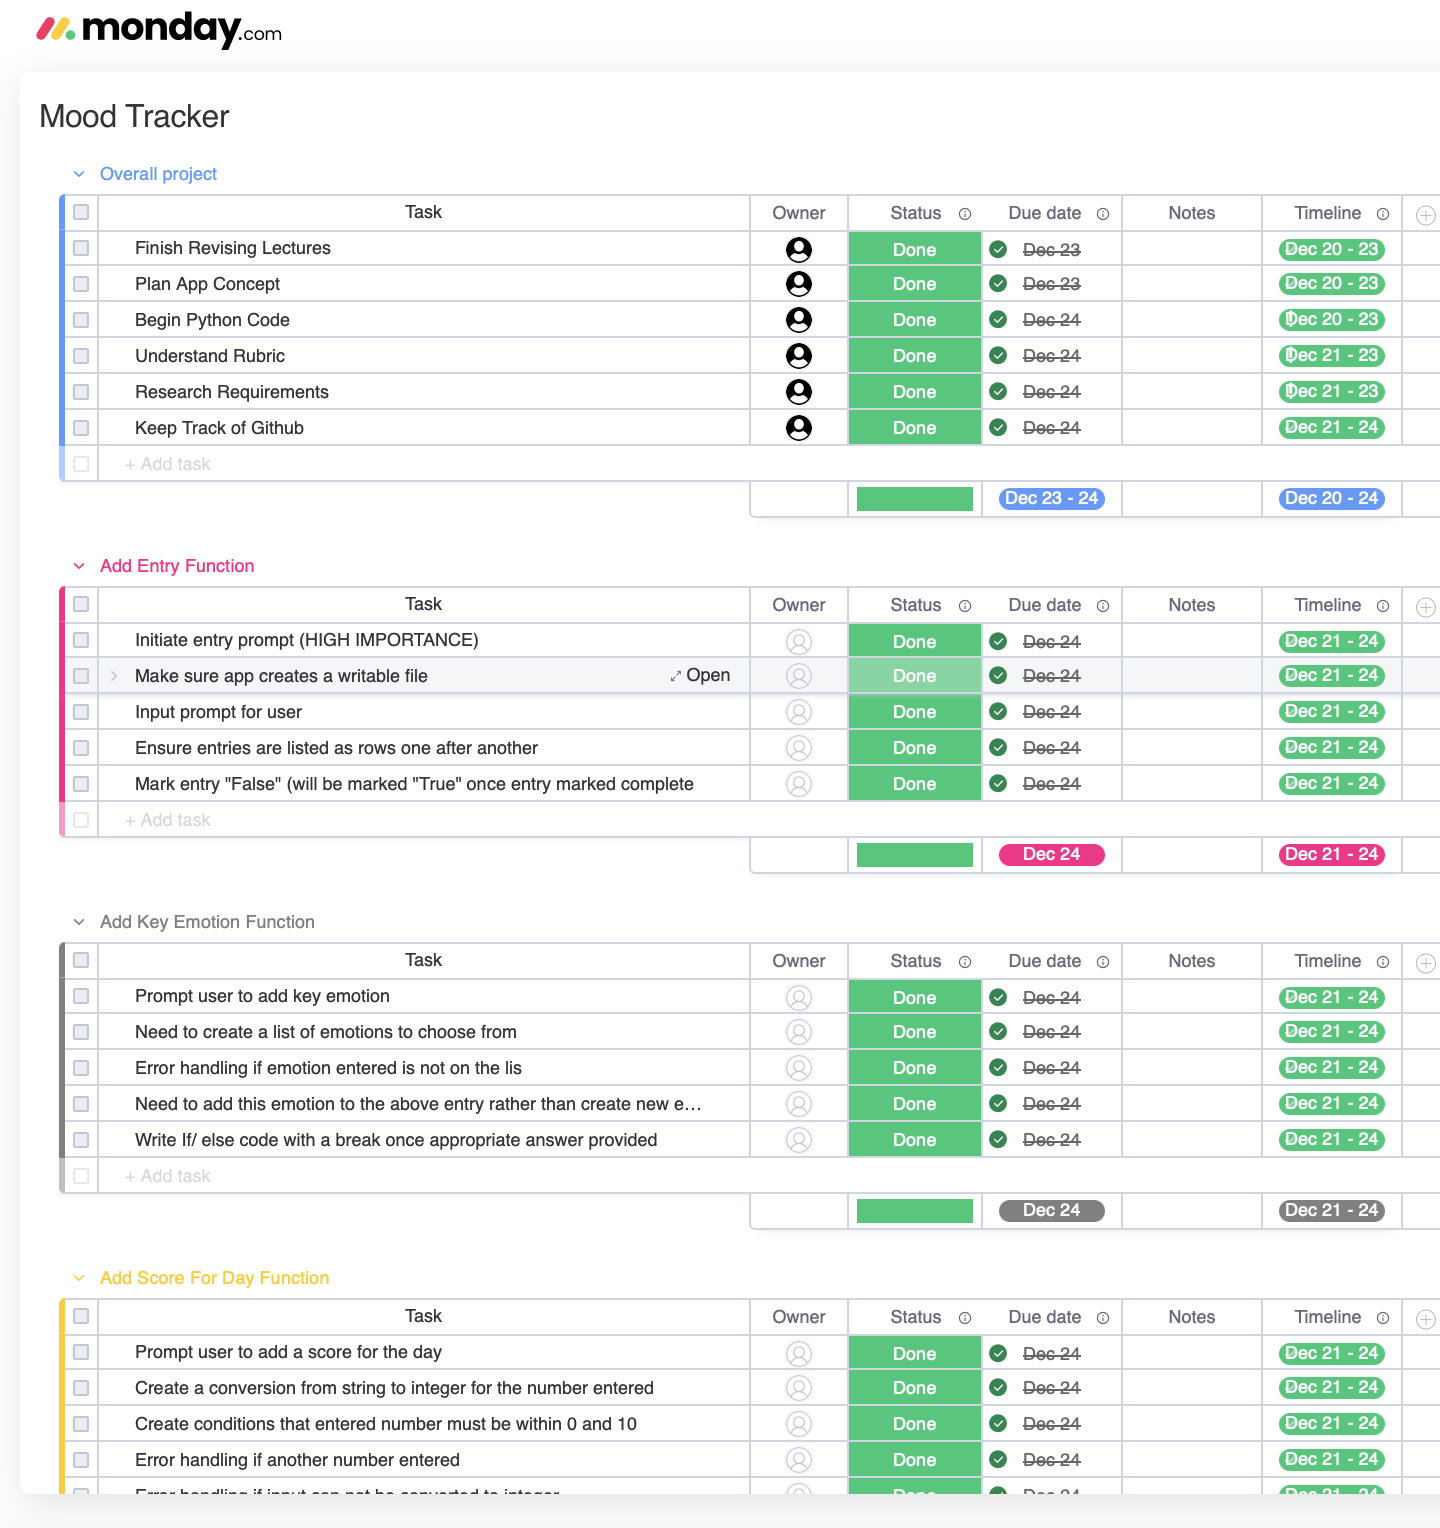 monday.com
Mood Tracker
Overall project
Task Owner Status Due date Notes Timeline
Finish Revising Lectures Done Dec 23 Dec 20 - 23
Plan App Concept Done Dec 23 Dec 20 - 23
Begin Python Code Done Dec 24 Dec 20 - 23
Understand Rubric Done Dec 24 Dec 21 - 23
Research Requirements Done Dec 24 Dec 21 - 23
Keep Track of Github Done Dec 24 Dec 21 - 24
+ Add task
Dec 23 - 24 Dec 20 - 24
Add Entry Function
Task Owner Status Due date Notes Timeline
Initiate entry prompt (HIGH IMPORTANCE) Done Dec 24 Dec 21 - 24
Make sure app creates a writable file Open Done Dec 24 Dec 21 - 24
Input prompt for user Done Dec 24 Dec 21 - 24
Ensure entries are listed as rows one after another Done Dec 24 Dec 21 - 24
Mark entry "False" (will be marked "True" once entry marked complete Done Dec 24 Dec 21 - 24
+ Add task
Dec 24 Dec 21 - 24
Add Key Emotion Function
Task Owner Status Due date Notes Timeline
Prompt user to add key emotion Done Dec 24 Dec 21 - 24
Need to create a list of emotions to choose from Done Dec 24 Dec 21 - 24
Error handling if emotion entered is not on the lis Done Dec 24 Dec 21 - 24
Need to add this emotion to the above entry rather than create new e... Done Dec 24 Dec 21 - 24
Write If/ else code with a break once appropriate answer provided Done Dec 24 Dec 21 - 24
+ Add task
Dec 24 Dec 21 - 24
Add Score For Day Function
Task Owner Status Due date Notes Timeline
Prompt user to add a score for the day Done Dec 24 Dec 21 - 24
Create a conversion from string to integer for the number entered Done Dec 24 Dec 21 - 24
Create conditions that entered number must be within 0 and 10 Done Dec 24 Dec 21 - 24
Error handling if another number entered Done Dec 24 Dec 21 - 24
Error handling if input can not be converted to integer Done Dec 24 Dec 21 - 24